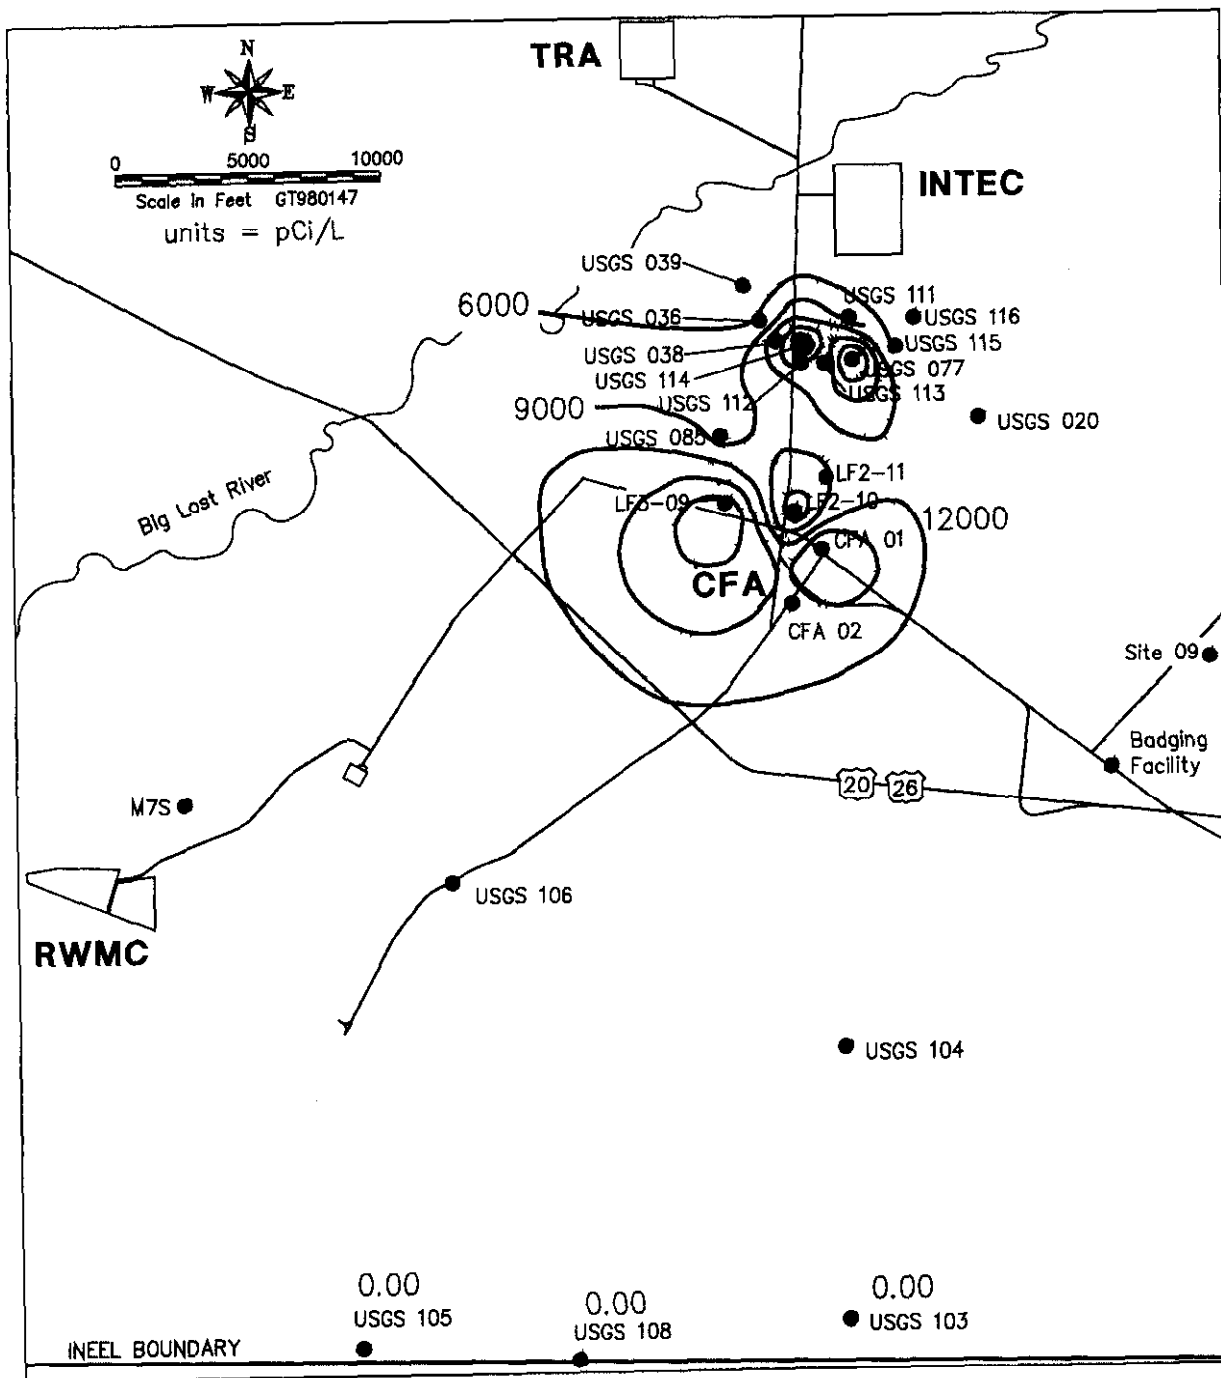 TRA
N
W E
S
0 5000 10000
Scale In Feet GT980147
units = pCi/L
INTEC
USGS 039
6000
USGS 036
USGS 111
USGS 116
USGS 038
USGS 115
USGS 114
USGS 077
USGS 112
USGS 113
9000
USGS 020
USGS 085
LF2-11
Big Lost River
LF3-09
LF2-10
12000
CFA 01
CFA
CFA 02
Site 09
Badging
Facility
20 26
M7S
USGS 106
RWMC
USGS 104
0.00
USGS 105
0.00
USGS 108
0.00
USGS 103
INEEL BOUNDARY